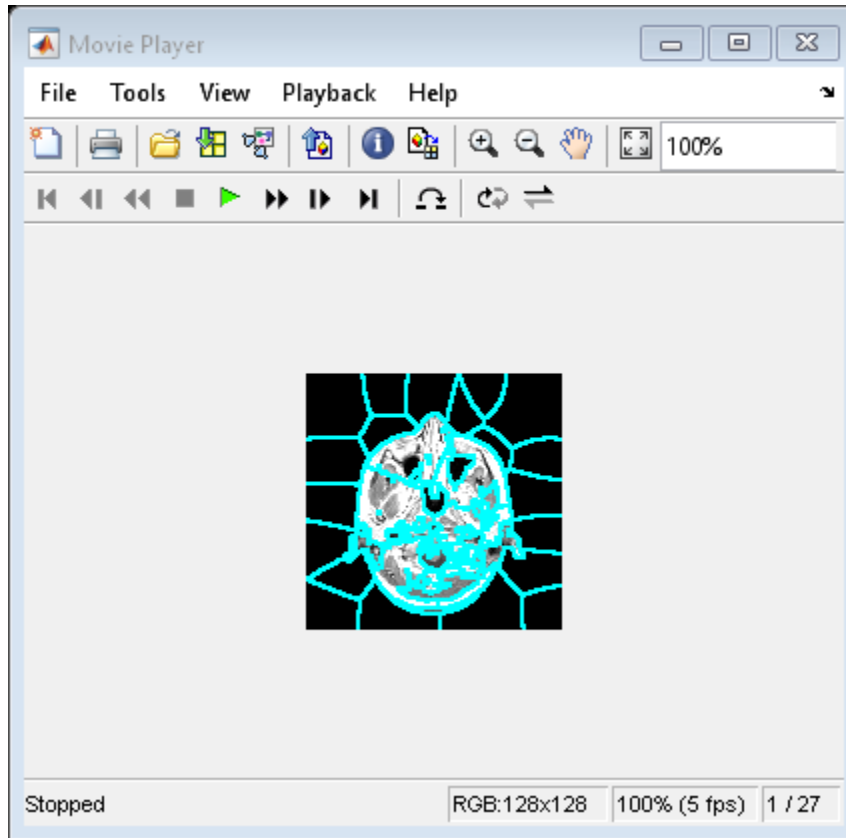 Movie Player
File Tools View Playback Help
100%
Stopped RGB:128x128 100% (5 fps) 1 / 27